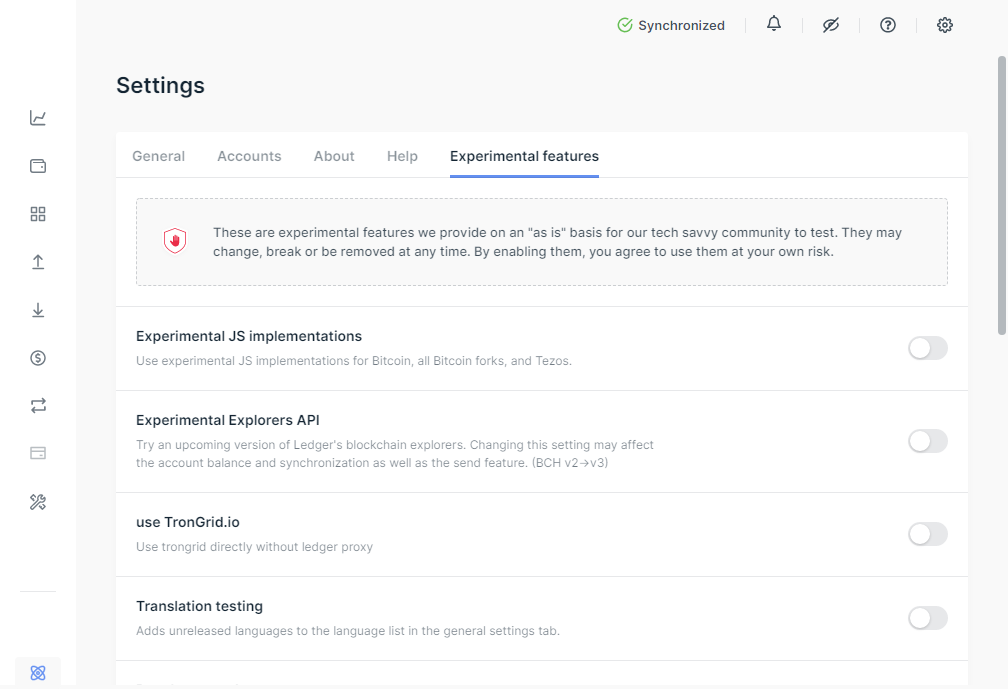 Synchronized
Settings
General Accounts About Help Experimental features
These are experimental features we provide on an "as is" basis for our tech savvy community to test. They may
change, break or be removed at any time. By enabling them, you agree to use them at your own risk.
Experimental JS implementations
Use experimental JS implementations for Bitcoin, all Bitcoin forks, and Tezos.
Experimental Explorers API
Try an upcoming version of Ledger's blockchain explorers. Changing this setting may affect
the account balance and synchronization as well as the send feature. (BCH v2->v3)
use TronGrid.io
Use trongrid directly without ledger proxy
Translation testing
Adds unreleased languages to the language list in the general settings tab.